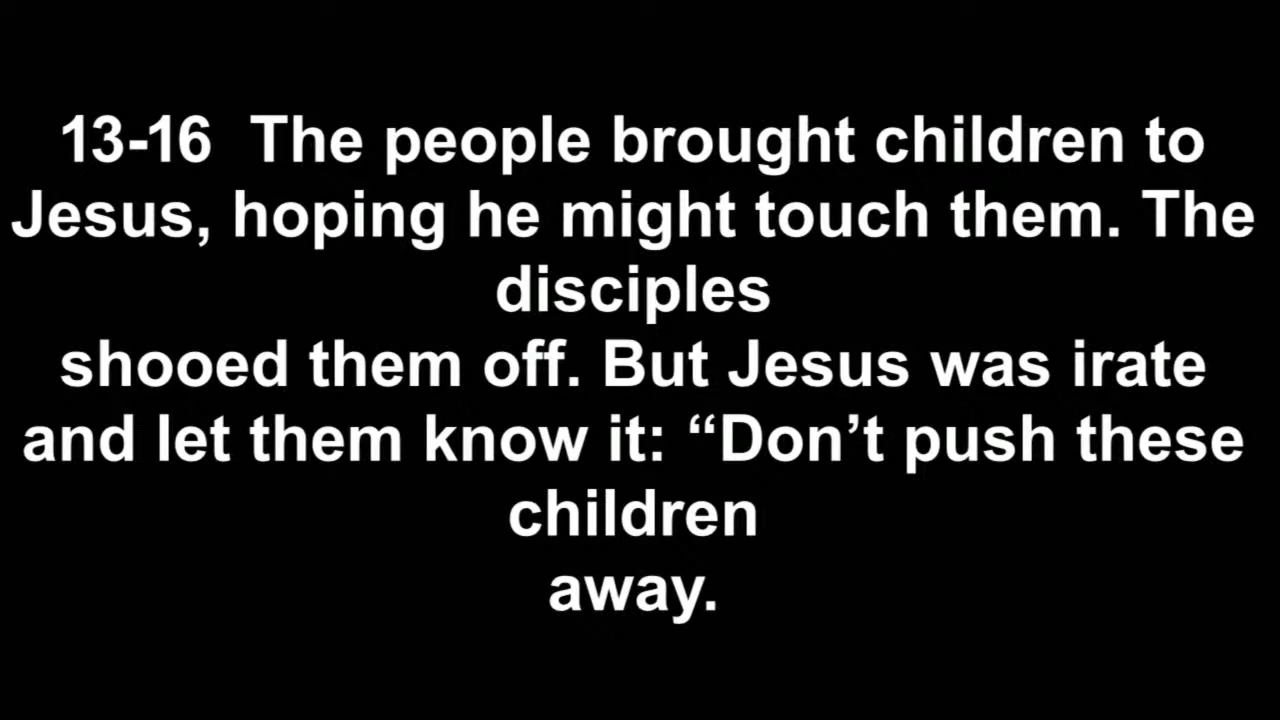 13-16  The people brought children to
Jesus, hoping he might touch them. The
disciples
shooed them off. But Jesus was irate
and let them know it: “Don’t push these
children
away.